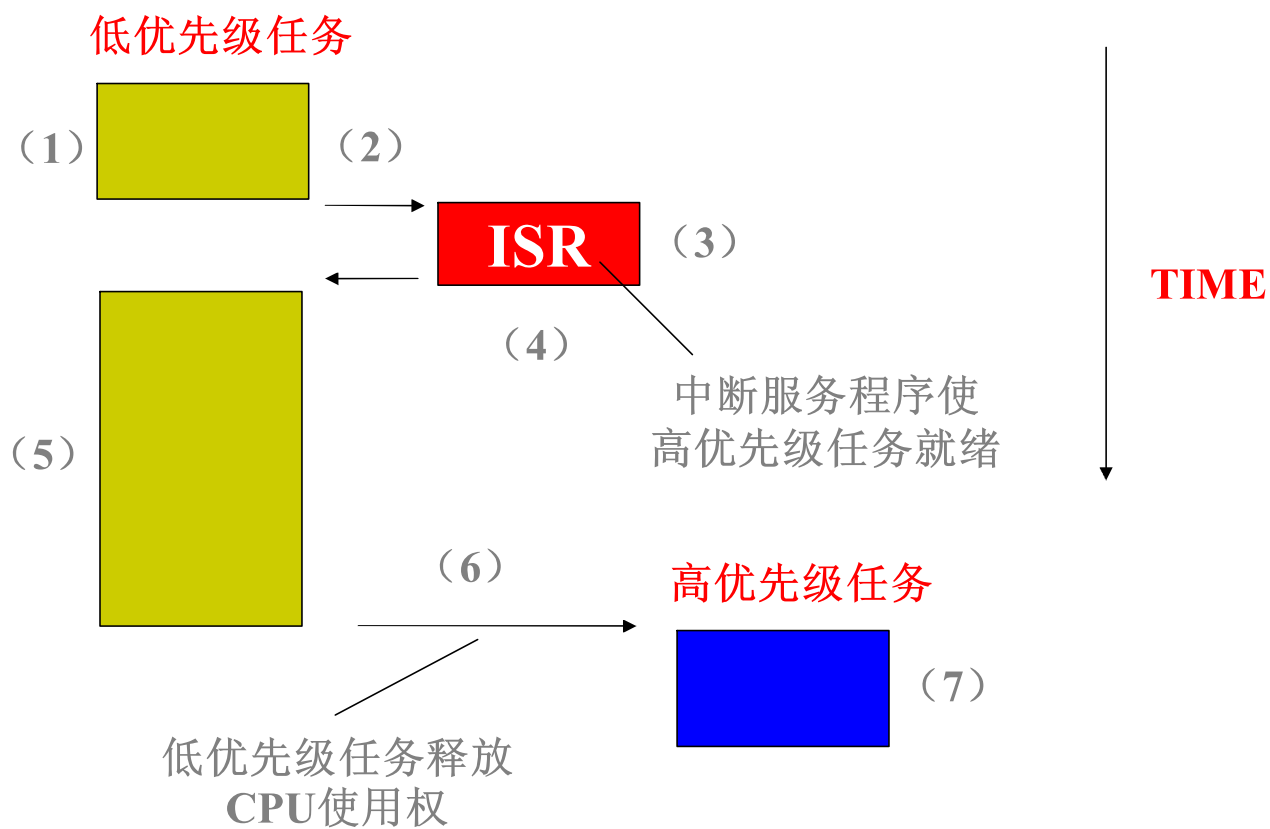 低优先级任务
（1）
（2）
ISR
（3）
TIME
（4）
中断服务程序使
高优先级任务就绪
（5）
（6）
高优先级任务
（7）
低优先级任务释放
CPU使用权